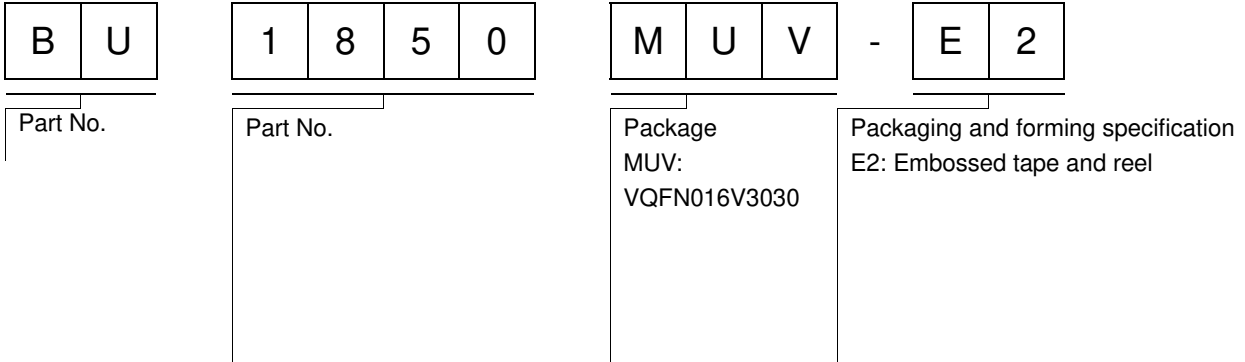 B U 1 8 5 0 M U V - E 2
Part No. Part No. Package Packaging and forming specification
MUV: E2: Embossed tape and reel
VQFN016V3030